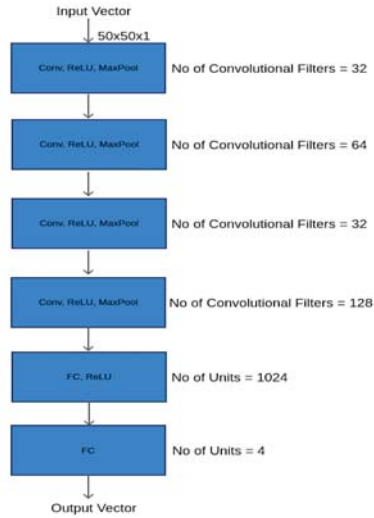 Input Vector
50x50x1
Conv, ReLU, MaxPool
No of Convolutional Filters = 32
Conv, ReLU, MaxPool
No of Convolutional Filters = 64
Conv, ReLU, MaxPool
No of Convolutional Filters = 32
Conv, ReLU, MaxPool
No of Convolutional Filters = 128
FC, ReLU
No of Units = 1024
FC
No of Units = 4
Output Vector